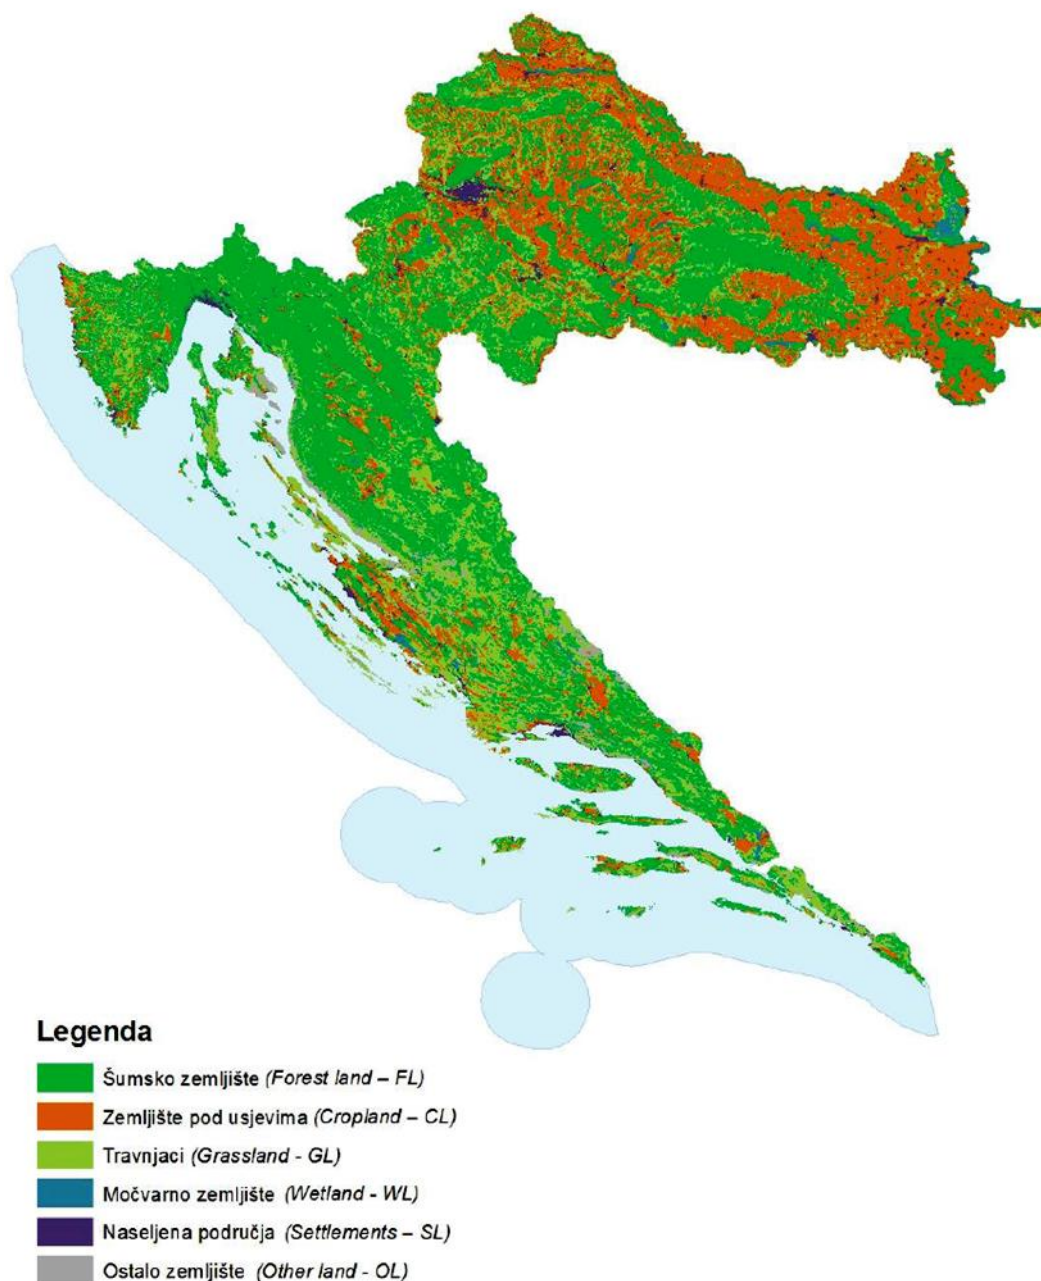 Legenda
Šumsko zemljište (Forest land – FL)
Zemljište pod usjevima (Cropland – CL)
Travnjaci (Grassland - GL)
Močvarno zemljište (Wetland - WL)
Naseljena područja (Settlements – SL)
Ostalo zemljište (Other land - OL)